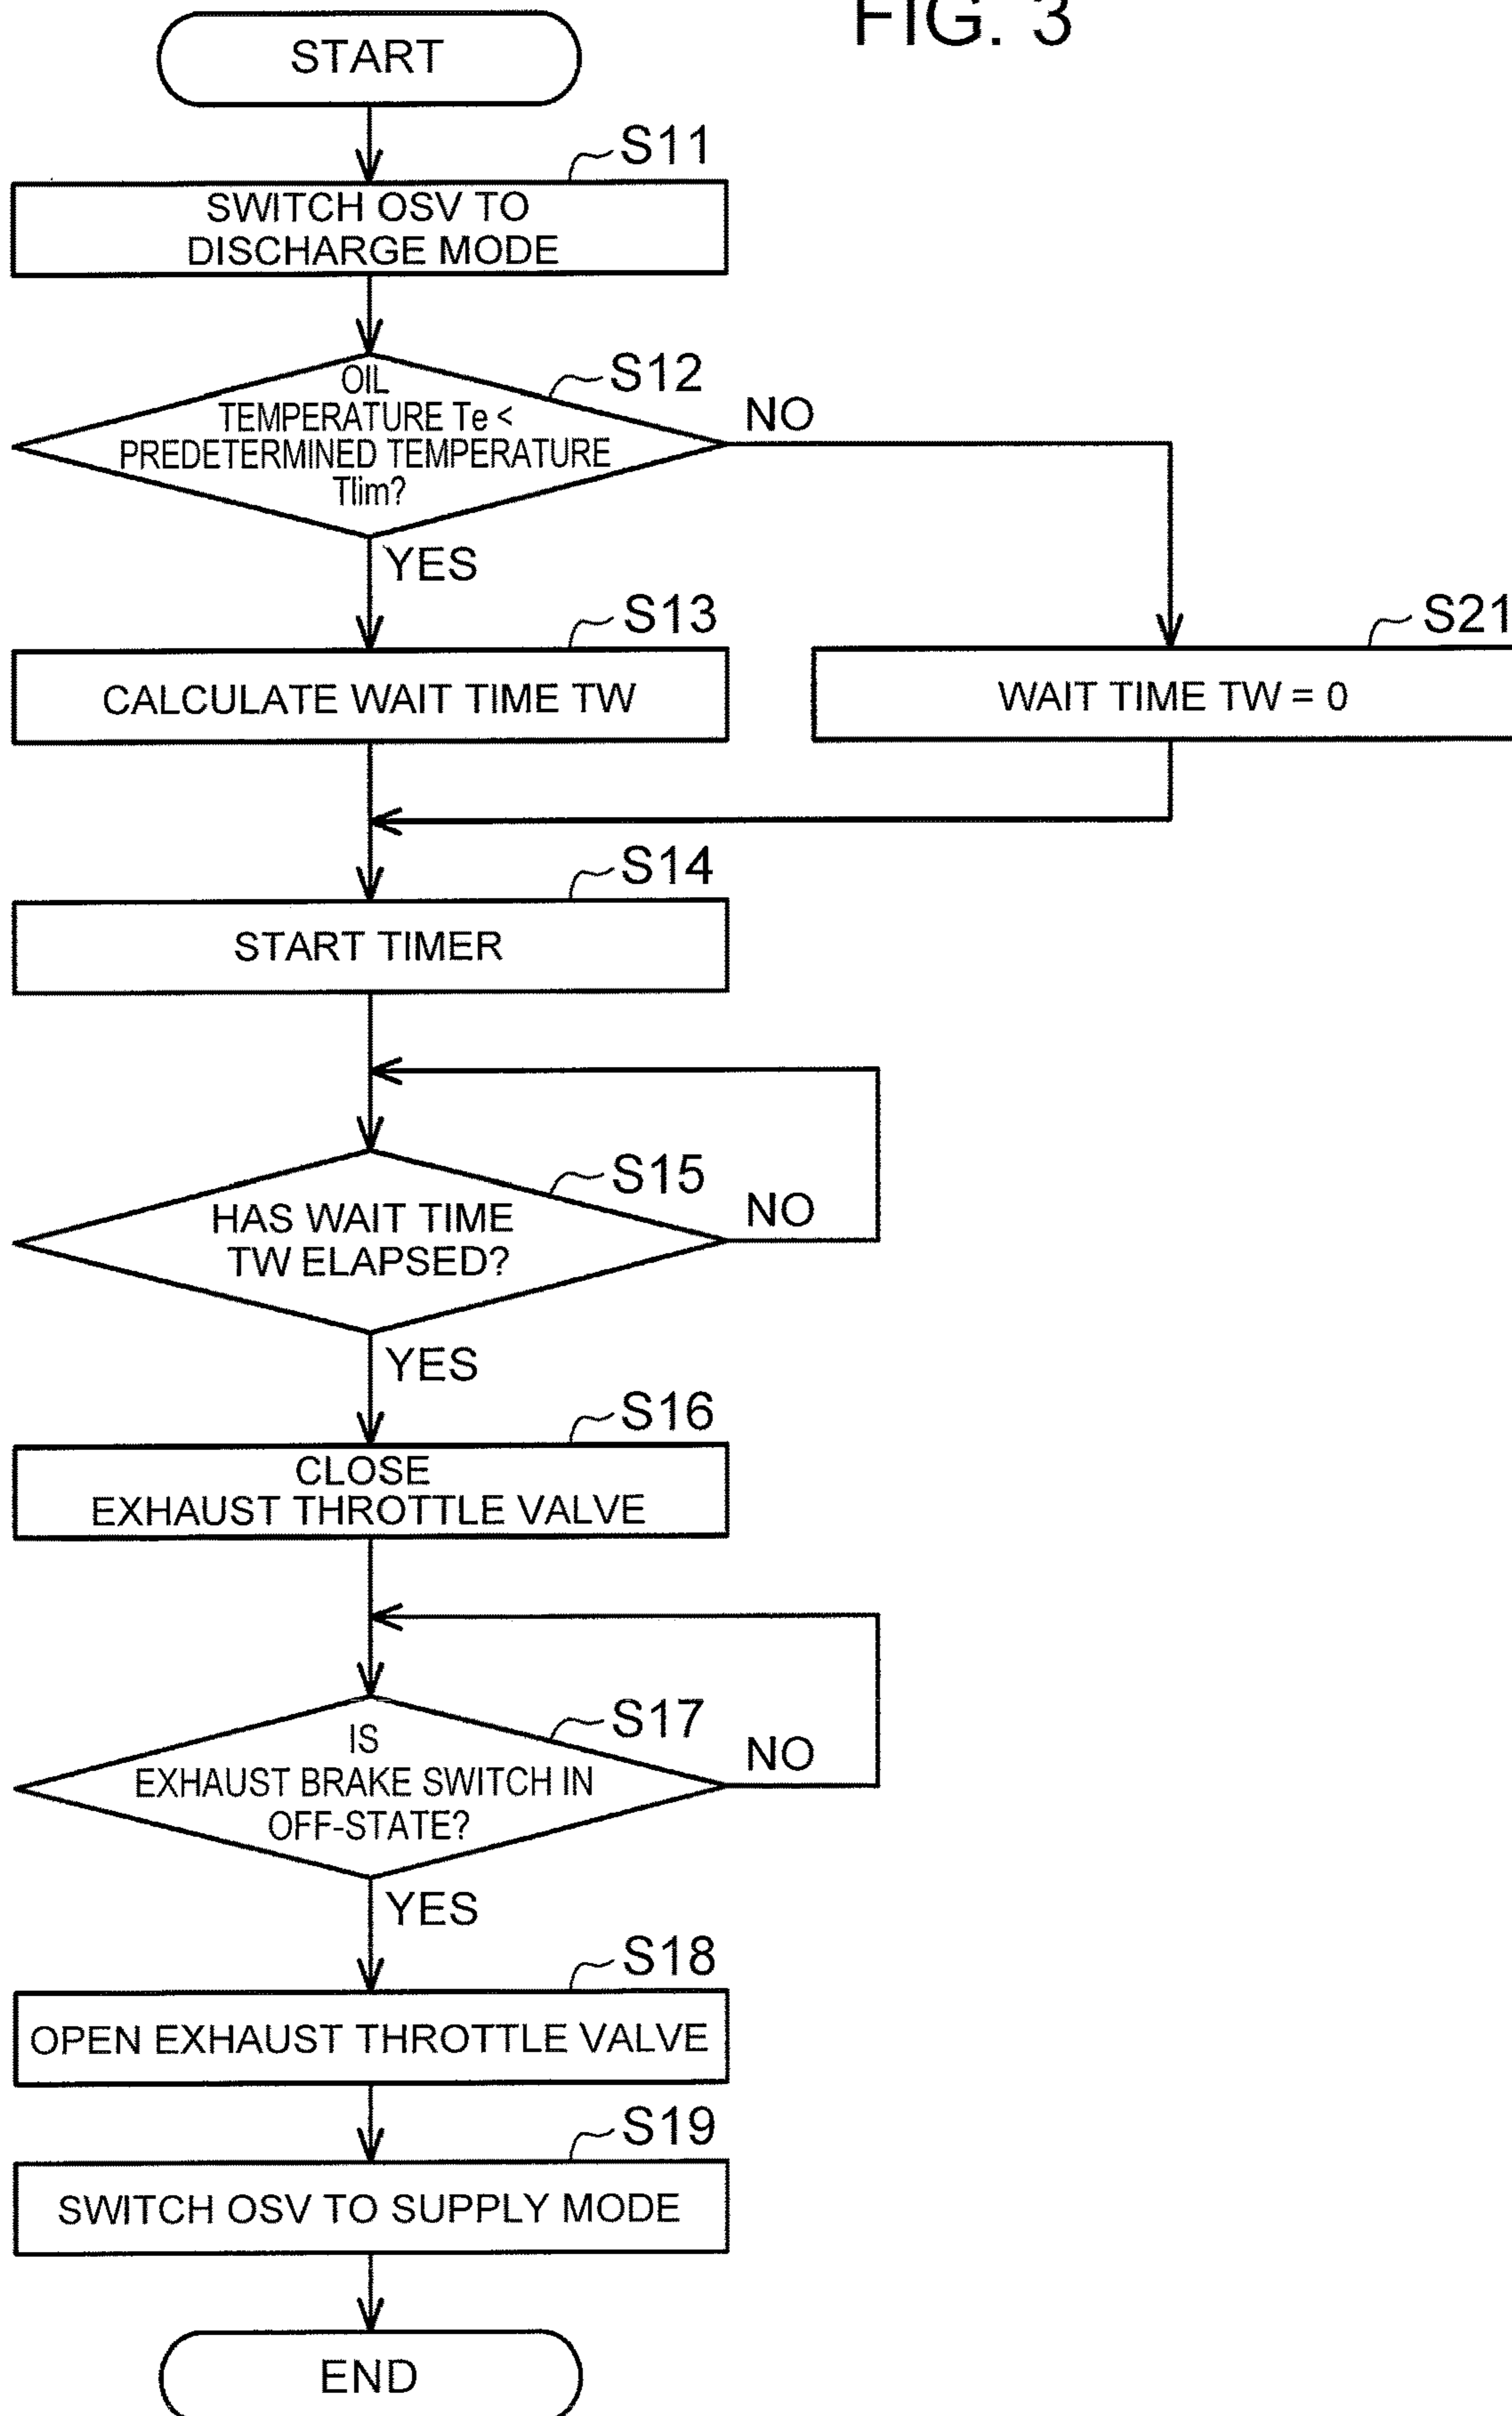 FIG. 3
START
S11
SWITCH OSV TO
DISCHARGE MODE
S12
OIL
TEMPERATURE Te <
PREDETERMINED TEMPERATURE
Tlim?
NO
YES
S13
CALCULATE WAIT TIME TW
S21
WAIT TIME TW = 0
S14
START TIMER
S15
HAS WAIT TIME
TW ELAPSED?
NO
YES
S16
CLOSE
EXHAUST THROTTLE VALVE
S17
IS
EXHAUST BRAKE SWITCH IN
OFF-STATE?
NO
YES
S18
OPEN EXHAUST THROTTLE VALVE
S19
SWITCH OSV TO SUPPLY MODE
END